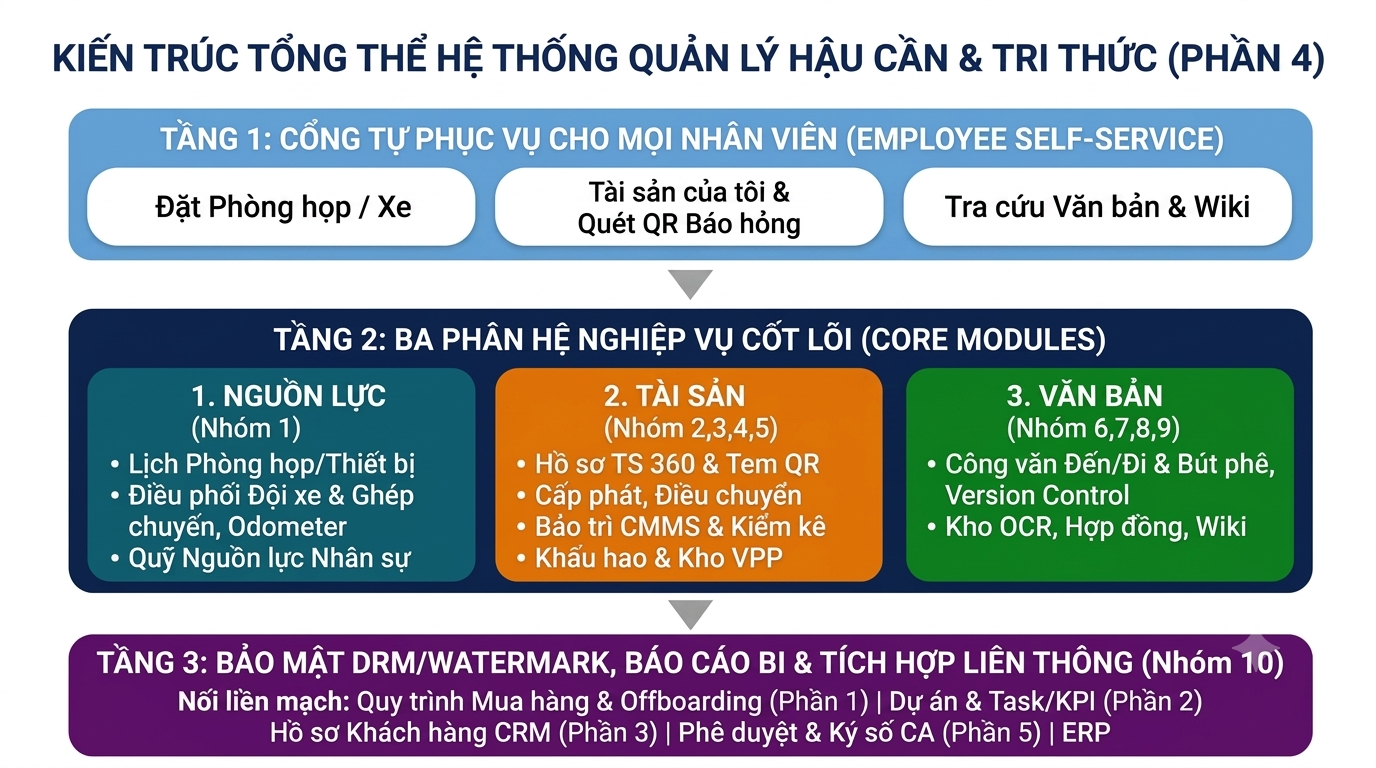 KIẾN TRÚC TỔNG THỂ HỆ THỐNG QUẢN LÝ HẬU CẦN & TRI THỨC (PHẦN 4)
TẦNG 1: CỔNG TỰ PHỤC VỤ CHO MỌI NHÂN VIÊN (EMPLOYEE SELF-SERVICE)
Đặt Phòng họp / Xe
Tài sản của tôi &
Quét QR Báo hỏng
Tra cứu Văn bản & Wiki
TẦNG 2: BA PHÂN HỆ NGHIỆP VỤ CỐT LÕI (CORE MODULES)
1. NGUỒN LỰC
(Nhóm 1)
• Lịch Phòng họp/Thiết bị
• Điều phối Đội xe & Ghép
chuyến, Odometer
• Quỹ Nguồn lực Nhân sự
2. TÀI SẢN
(Nhóm 2,3,4,5)
• Hồ sơ TS 360 & Tem QR
• Cấp phát, Điều chuyển
• Bảo trì CMMS & Kiểm kê
• Khấu hao & Kho VPP
3. VĂN BẢN
(Nhóm 6,7,8,9)
• Công văn Đến/Đi & Bút phê,
Version Control
• Kho OCR, Hợp đồng, Wiki
TẦNG 3: BẢO MẬT DRM/WATERMARK, BÁO CÁO BI & TÍCH HỢP LIÊN THÔNG (Nhóm 10)
Nối liền mạch: Quy trình Mua hàng & Offboarding (Phần 1) | Dự án & Task/KPI (Phần 2)
Hồ sơ Khách hàng CRM (Phần 3) | Phê duyệt & Ký số CA (Phần 5) | ERP